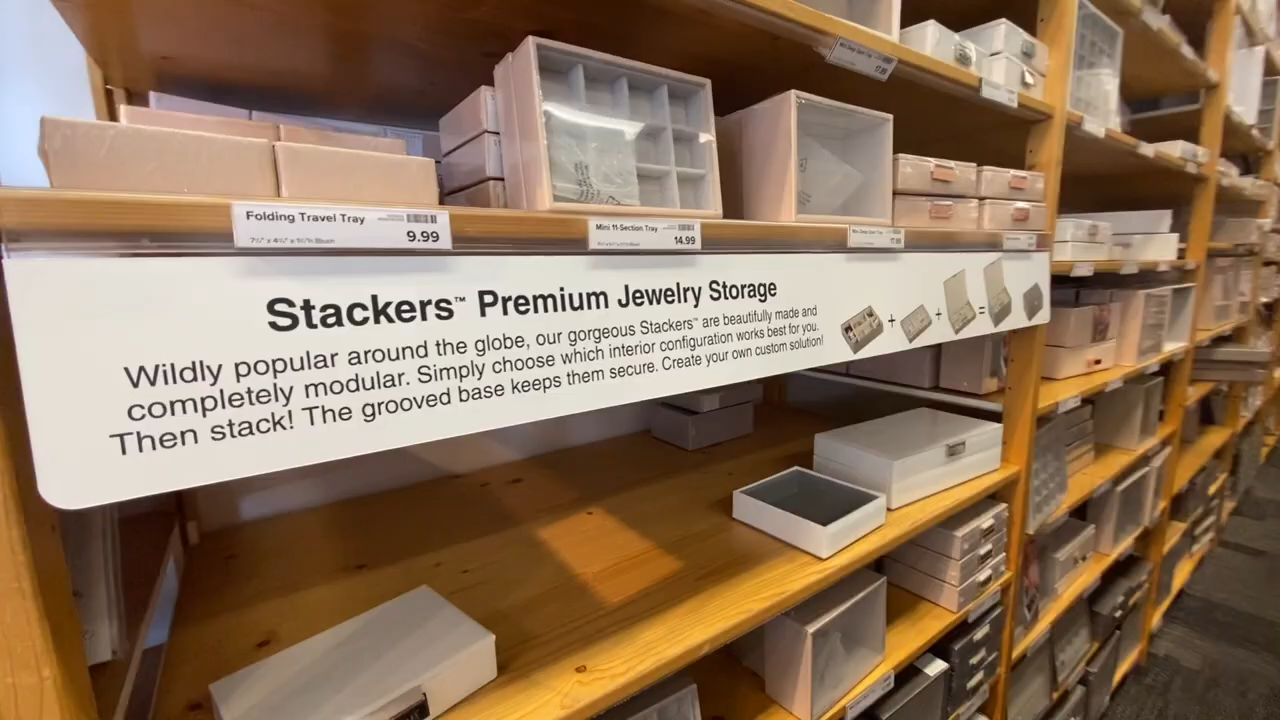 Folding Travel Tray
9.99
Mini 11-Section Tray
14.99
Stackers™ Premium Jewelry Storage
Wildly popular around the globe, our gorgeous Stackers™ are beautifully made and
completely modular. Simply choose which interior configuration works best for you.
Then stack! The grooved base keeps them secure. Create your own custom solution!
+ + =